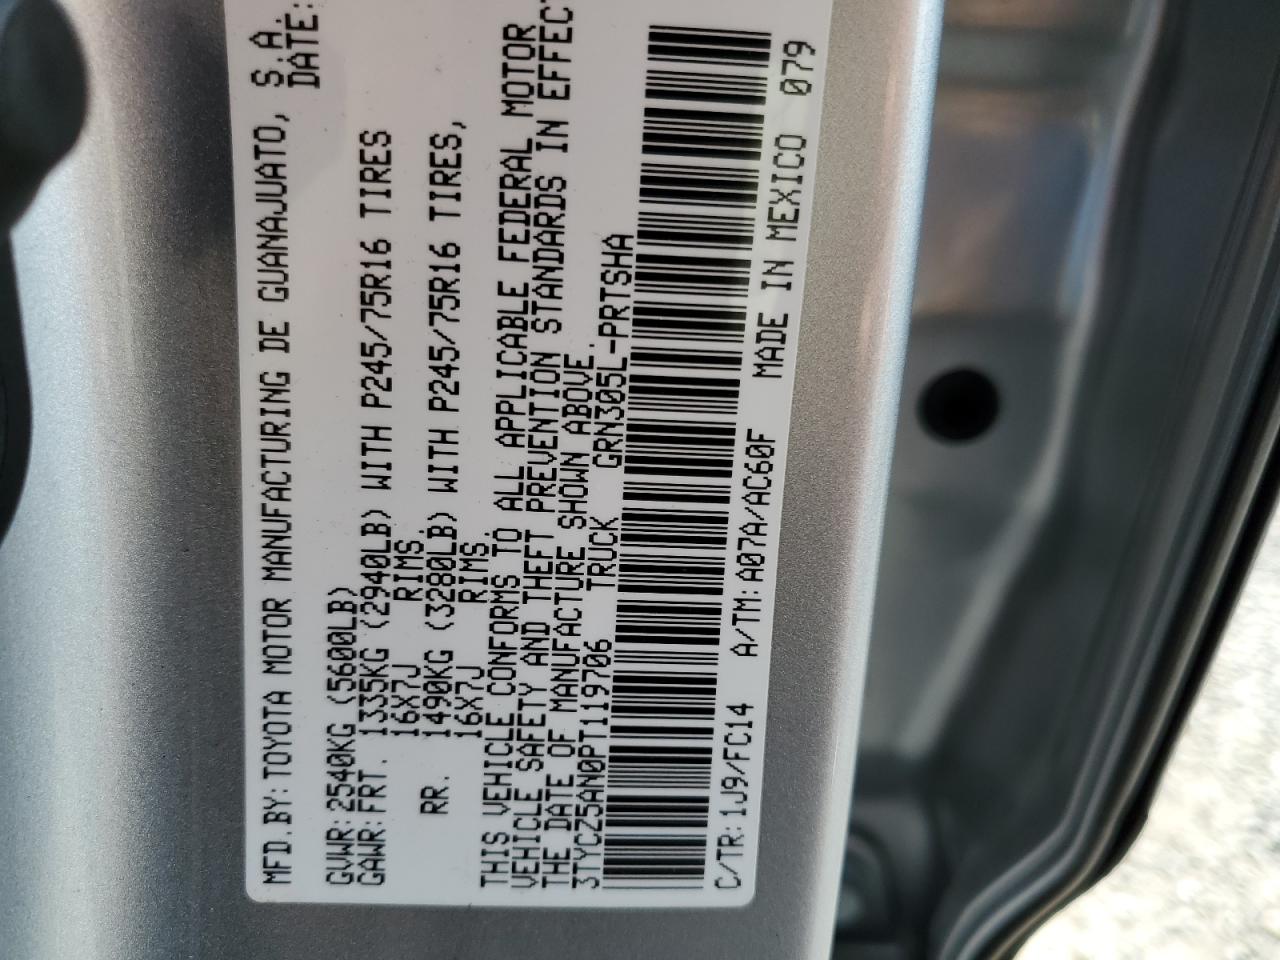 MFD.BY:TOYOTA MOTOR MANUFACTURING DE GUANAJUATO, S.A.
DATE:
GVWR:2540KG (5600LB)
GAWR:FRT. 1335KG (2940LB) WITH P245/75R16 TIRES
16X7J RIMS.
RR. 1490KG (3280LB) WITH P245/75R16 TIRES,
16X7J RIMS.
THIS VEHICLE CONFORMS TO ALL APPLICABLE FEDERAL MOTOR
VEHICLE SAFETY AND THEFT PREVENTION STANDARDS IN EFFECT
THE DATE OF MANUFACTURE SHOWN ABOVE.
3TYCZ5AN0PT119706 TRUCK GRN305L-PRTSHA
C/TR:1J9/FC14 A/TM:A07A/AC60F MADE IN MEXICO 079